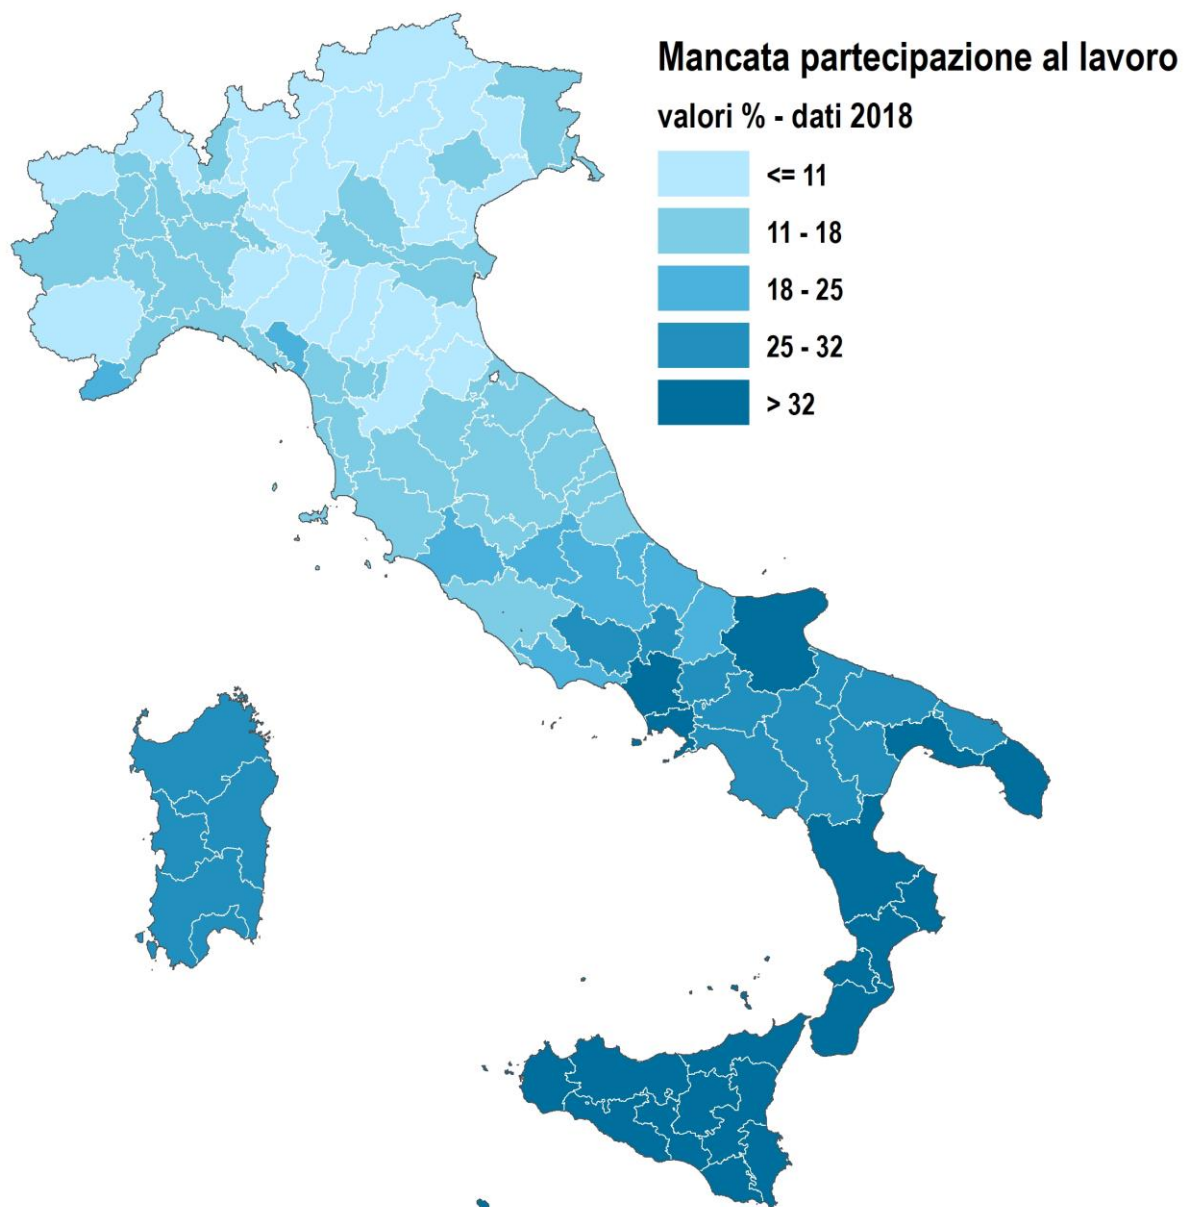 Mancata partecipazione al lavoro
valori % - dati 2018
<= 11
11 - 18
18 - 25
25 - 32
> 32